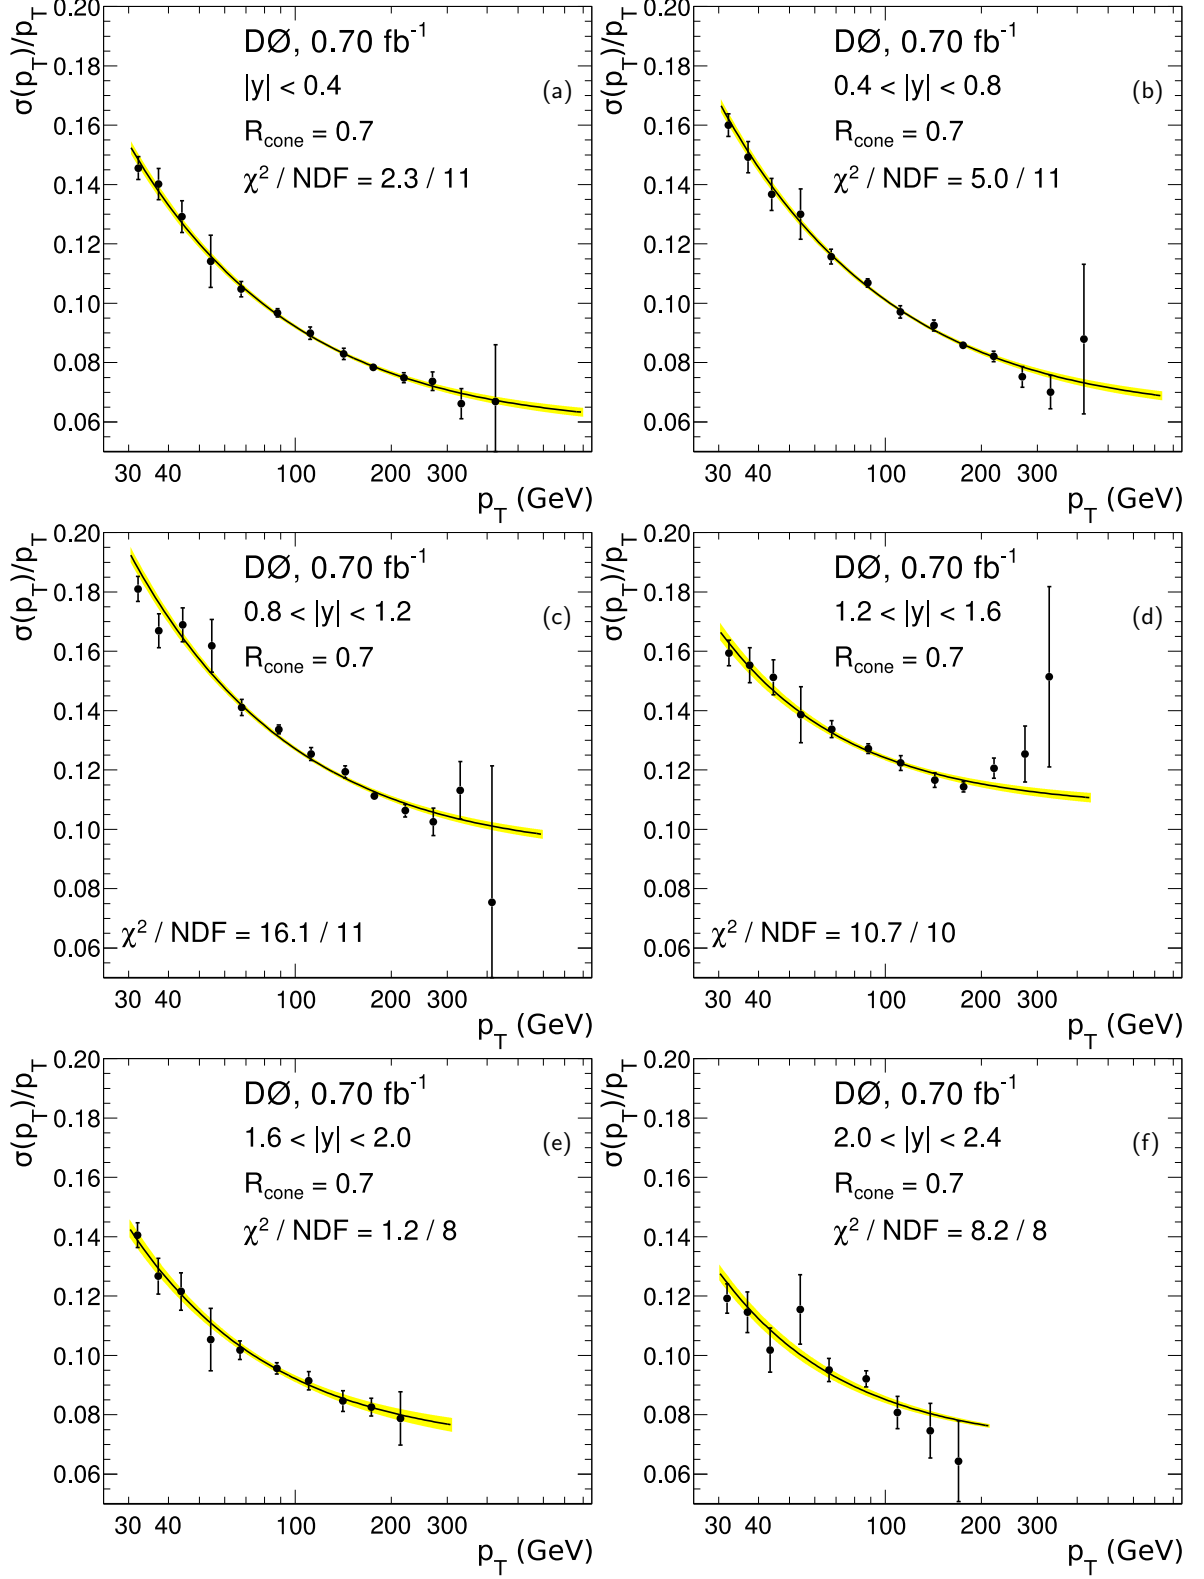 σ(p_T)/p_T
0.20
0.18
0.16
0.14
0.12
0.10
0.08
0.06
DØ, 0.70 fb⁻¹
|y| < 0.4
(a)
R_cone = 0.7
χ² / NDF = 2.3 / 11
30 40 100 200 300
p_T (GeV)
σ(p_T)/p_T
0.20
0.18
0.16
0.14
0.12
0.10
0.08
0.06
DØ, 0.70 fb⁻¹
0.4 < |y| < 0.8
(b)
R_cone = 0.7
χ² / NDF = 5.0 / 11
30 40 100 200 300
p_T (GeV)
σ(p_T)/p_T
0.20
0.18
0.16
0.14
0.12
0.10
0.08
0.06
DØ, 0.70 fb⁻¹
0.8 < |y| < 1.2
(c)
R_cone = 0.7
χ² / NDF = 16.1 / 11
30 40 100 200 300
p_T (GeV)
σ(p_T)/p_T
0.20
0.18
0.16
0.14
0.12
0.10
0.08
0.06
DØ, 0.70 fb⁻¹
1.2 < |y| < 1.6
(d)
R_cone = 0.7
χ² / NDF = 10.7 / 10
30 40 100 200 300
p_T (GeV)
σ(p_T)/p_T
0.20
0.18
0.16
0.14
0.12
0.10
0.08
0.06
DØ, 0.70 fb⁻¹
1.6 < |y| < 2.0
(e)
R_cone = 0.7
χ² / NDF = 1.2 / 8
30 40 100 200 300
p_T (GeV)
σ(p_T)/p_T
0.20
0.18
0.16
0.14
0.12
0.10
0.08
0.06
DØ, 0.70 fb⁻¹
2.0 < |y| < 2.4
(f)
R_cone = 0.7
χ² / NDF = 8.2 / 8
30 40 100 200 300
p_T (GeV)